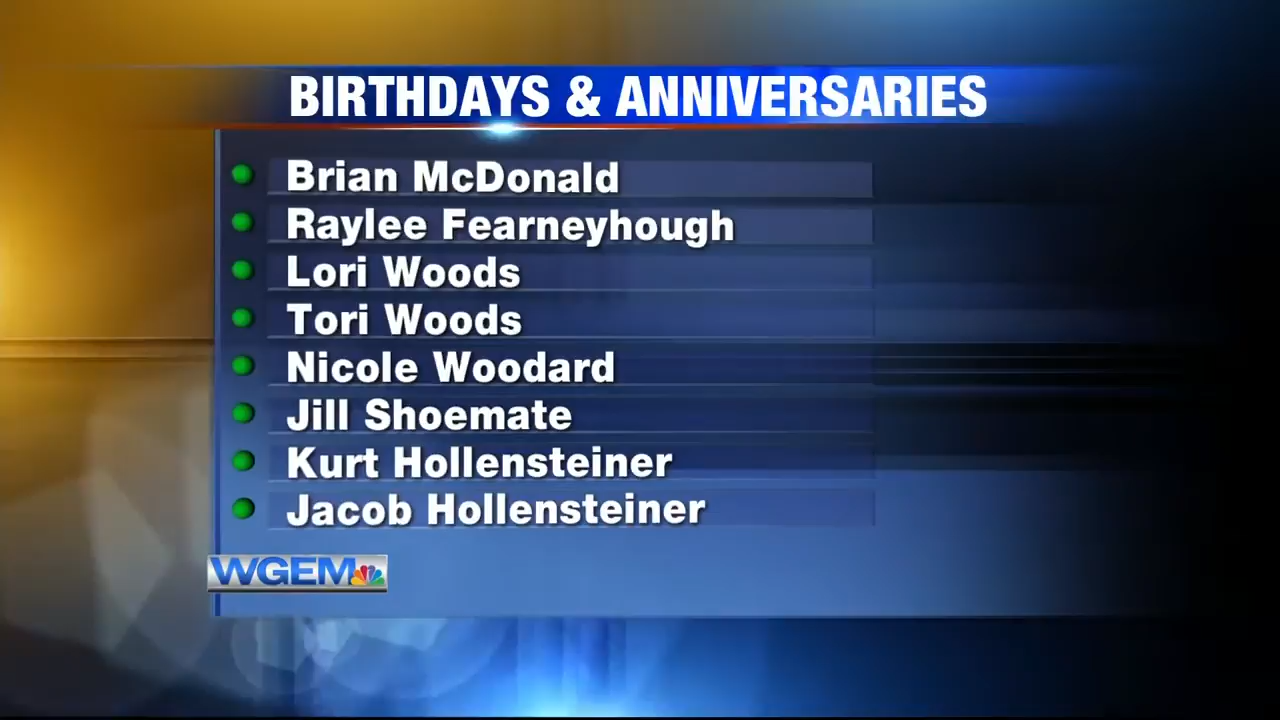 BIRTHDAYS & ANNIVERSARIES
Brian McDonald
Raylee Fearneyhough
Lori Woods
Tori Woods
Nicole Woodard
Jill Shoemate
Kurt Hollensteiner
Jacob Hollensteiner
WGEM